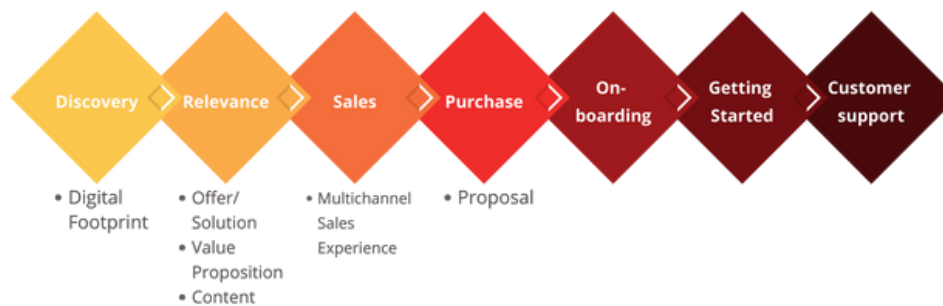 Discovery
Relevance
Sales
Purchase
On-
boarding
Getting
Started
Customer
support
• Digital
Footprint
• Offer/
Solution
• Value
Proposition
• Content
• Multichannel
Sales
Experience
• Proposal